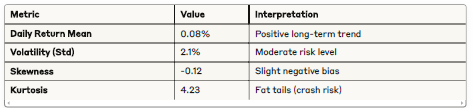 Metric Value Interpretation
Daily Return Mean 0.08% Positive long-term trend
Volatility (Std) 2.1% Moderate risk level
Skewness -0.12 Slight negative bias
Kurtosis 4.23 Fat tails (crash risk)